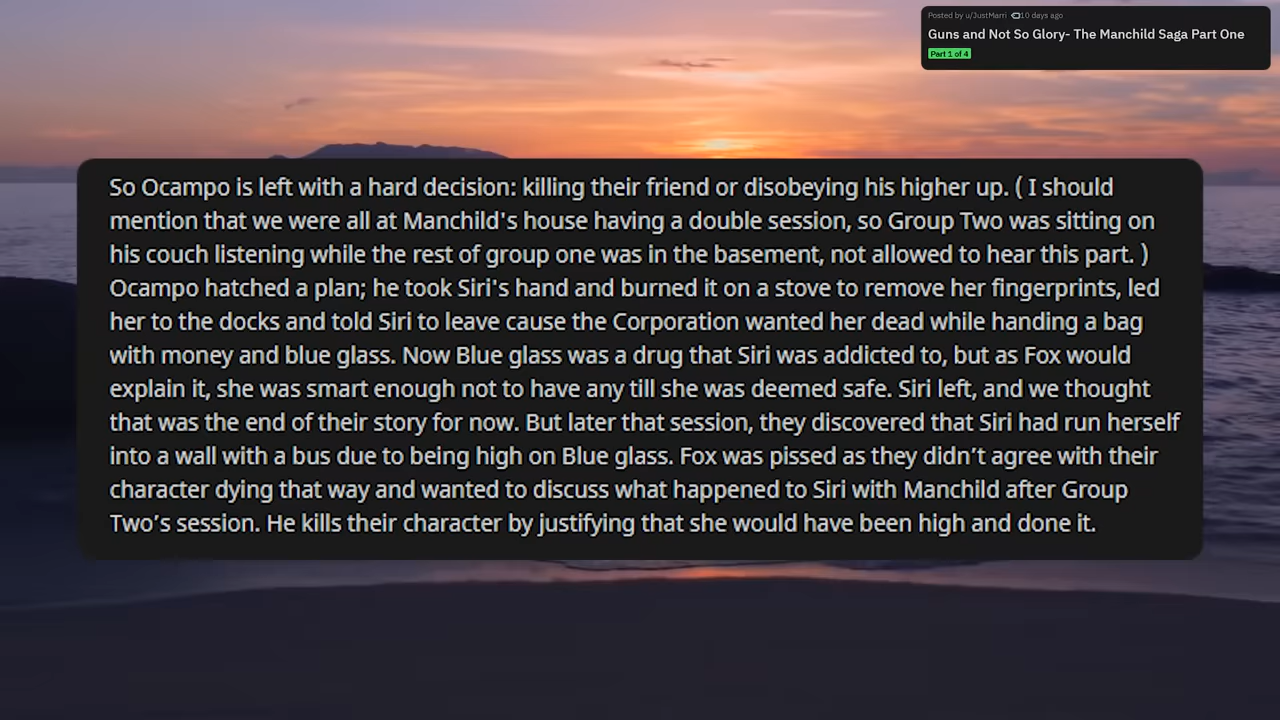 Posted by u/JustMarri 10 days ago
Guns and Not So Glory- The Manchild Saga Part One
Part 1 of 4
So Ocampo is left with a hard decision: killing their friend or disobeying his higher up. ( I should
mention that we were all at Manchild's house having a double session, so Group Two was sitting on
his couch listening while the rest of group one was in the basement, not allowed to hear this part. )
Ocampo hatched a plan; he took Siri's hand and burned it on a stove to remove her fingerprints, led
her to the docks and told Siri to leave cause the Corporation wanted her dead while handing a bag
with money and blue glass. Now Blue glass was a drug that Siri was addicted to, but as Fox would
explain it, she was smart enough not to have any till she was deemed safe. Siri left, and we thought
that was the end of their story for now. But later that session, they discovered that Siri had run herself
into a wall with a bus due to being high on Blue glass. Fox was pissed as they didn’t agree with their
character dying that way and wanted to discuss what happened to Siri with Manchild after Group
Two’s session. He kills their character by justifying that she would have been high and done it.